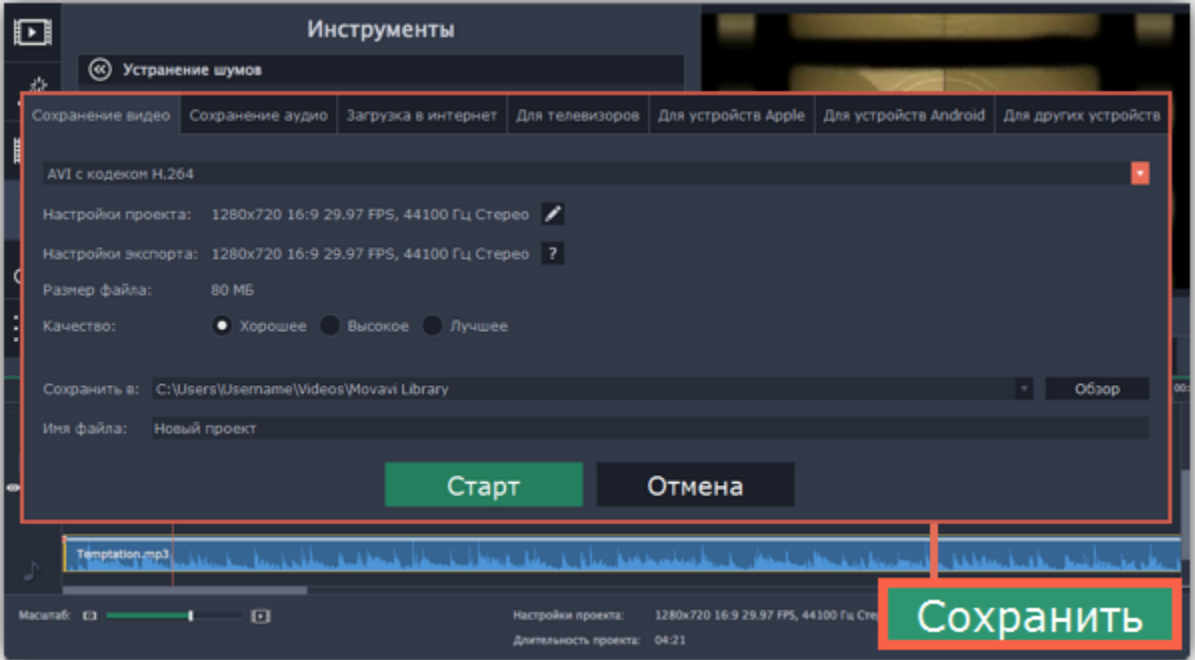 Инструменты
Устранение шумов
Сохранение видео Сохранение аудио Загрузка в интернет Для телевизоров Для устройств Apple Для устройств Android Для других устройств
AVI с кодеком H.264
Настройки проекта: 1280x720 16:9 29.97 FPS, 44100 Гц Стерео
Настройки экспорта: 1280x720 16:9 29.97 FPS, 44100 Гц Стерео ?
Размер файла: 80 МБ
Качество: Хорошее Высокое Лучшее
Сохранить в: C:\Users\Username\Videos\Movavi Library Обзор
00:
Имя файла: Новый проект
Старт Отмена
Temptation.mp3
Масштаб: Настройки проекта: 1280x720 16:9 29.97 FPS, 44100 Гц Сте
Длительность проекта: 04:21
Сохранить